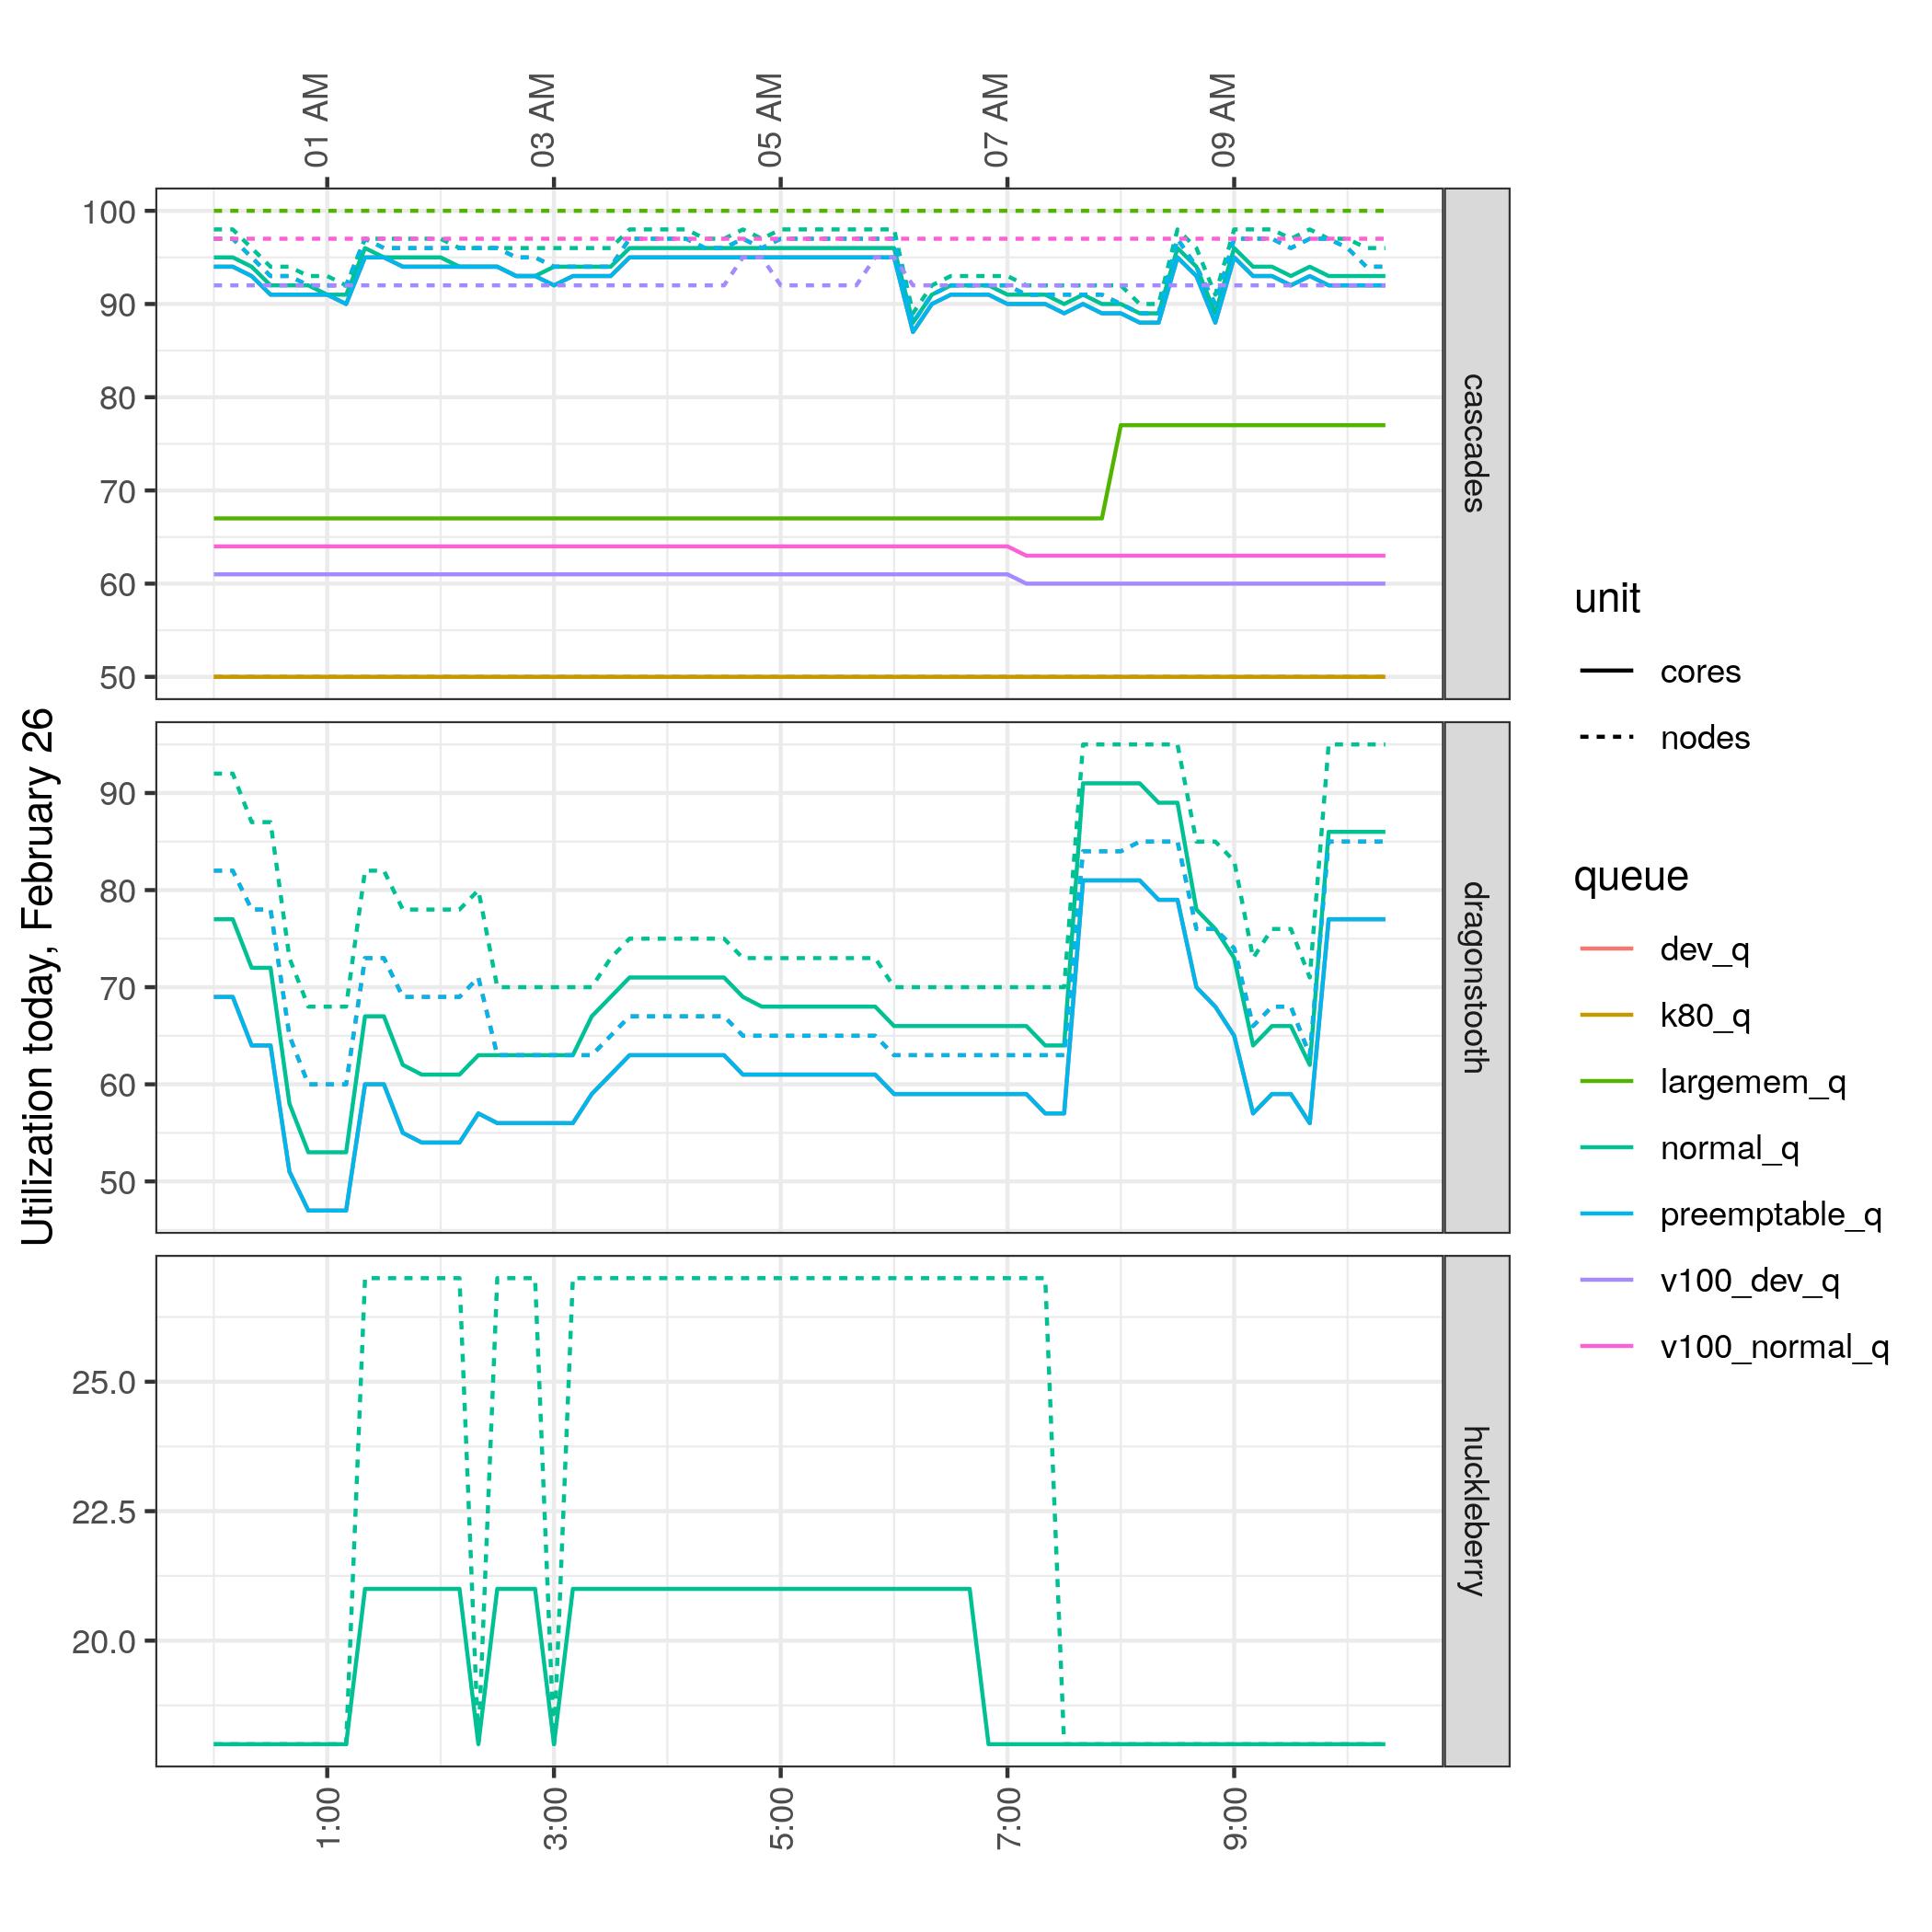 01 AM
03 AM
05 AM
07 AM
09 AM
Utilization today, February 26
100
90
80
70
60
50
cascades
90
80
70
60
50
dragonstooth
25.0
22.5
20.0
huckleberry
1:00
3:00
5:00
7:00
9:00
unit
cores
nodes
queue
dev_q
k80_q
largemem_q
normal_q
preemptable_q
v100_dev_q
v100_normal_q